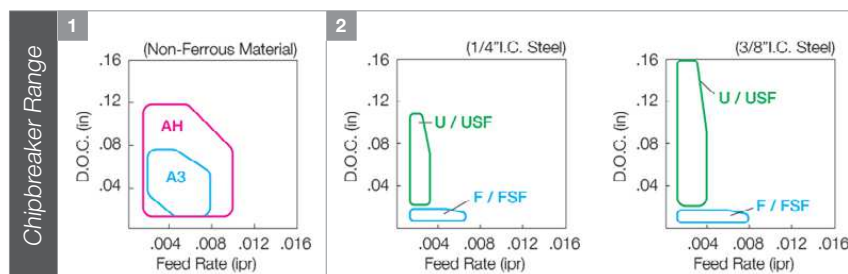 Chipbreaker Range
1
(Non-Ferrous Material)
.16
.12
.08
.04
D.O.C. (in)
AH
A3
.004 .008 .012 .016
Feed Rate (ipr)
2
(1/4"I.C. Steel)
.16
.12
.08
.04
D.O.C. (in)
U / USF
F / FSF
.004 .008 .012 .016
Feed Rate (ipr)
(3/8"I.C. Steel)
.16
.12
.08
.04
D.O.C. (in)
U / USF
F / FSF
.004 .008 .012 .016
Feed Rate (ipr)